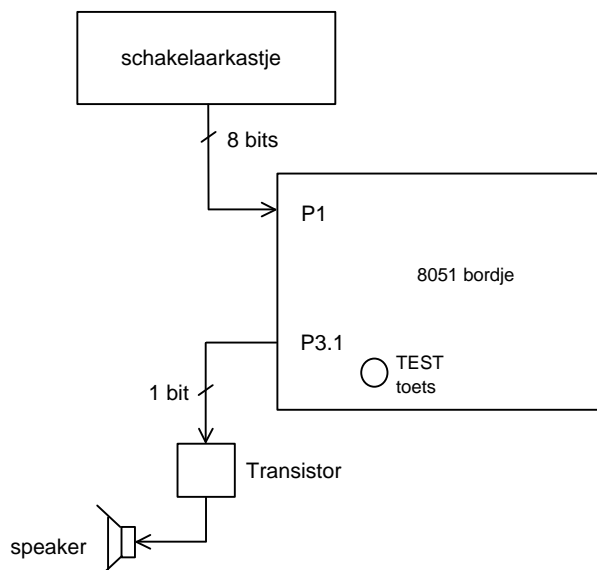 schakelaarkastje
8 bits
P1
8051 bordje
P3.1
TEST
toets
1 bit
Transistor
speaker